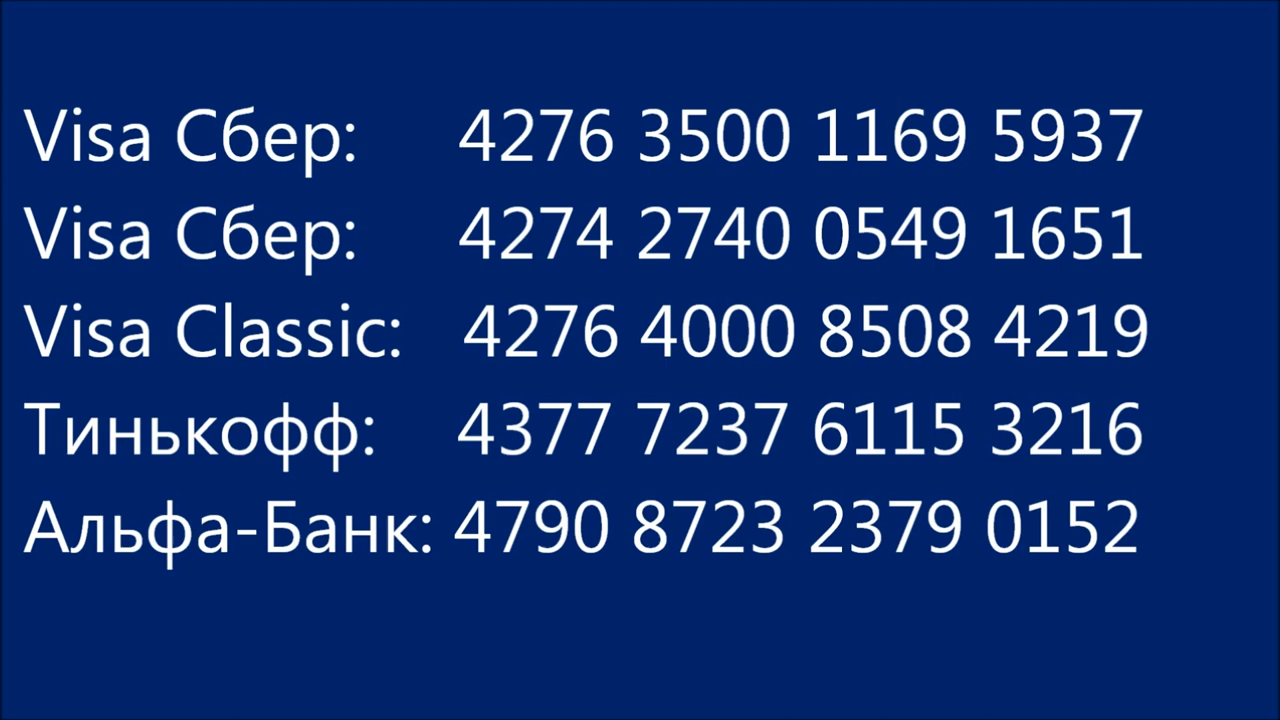 Visa Сбер: 4276 3500 1169 5937
Visa Сбер: 4274 2740 0549 1651
Visa Classic: 4276 4000 8508 4219
Тинькофф: 4377 7237 6115 3216
Альфа-Банк: 4790 8723 2379 0152